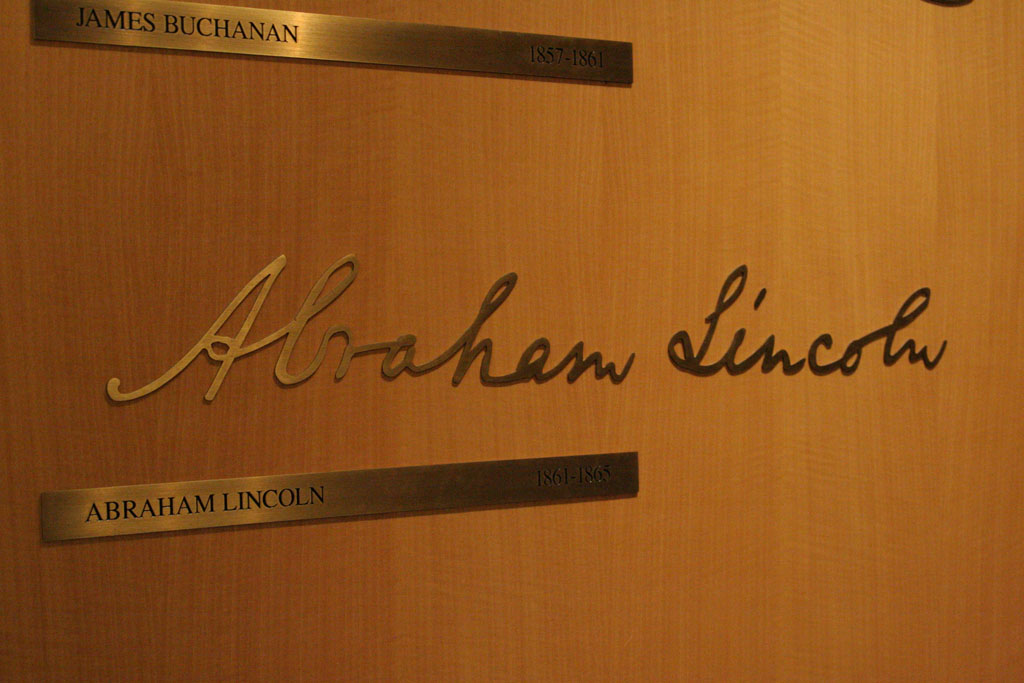 JAMES BUCHANAN 1857-1861
Abraham Lincoln
ABRAHAM LINCOLN 1861-1865